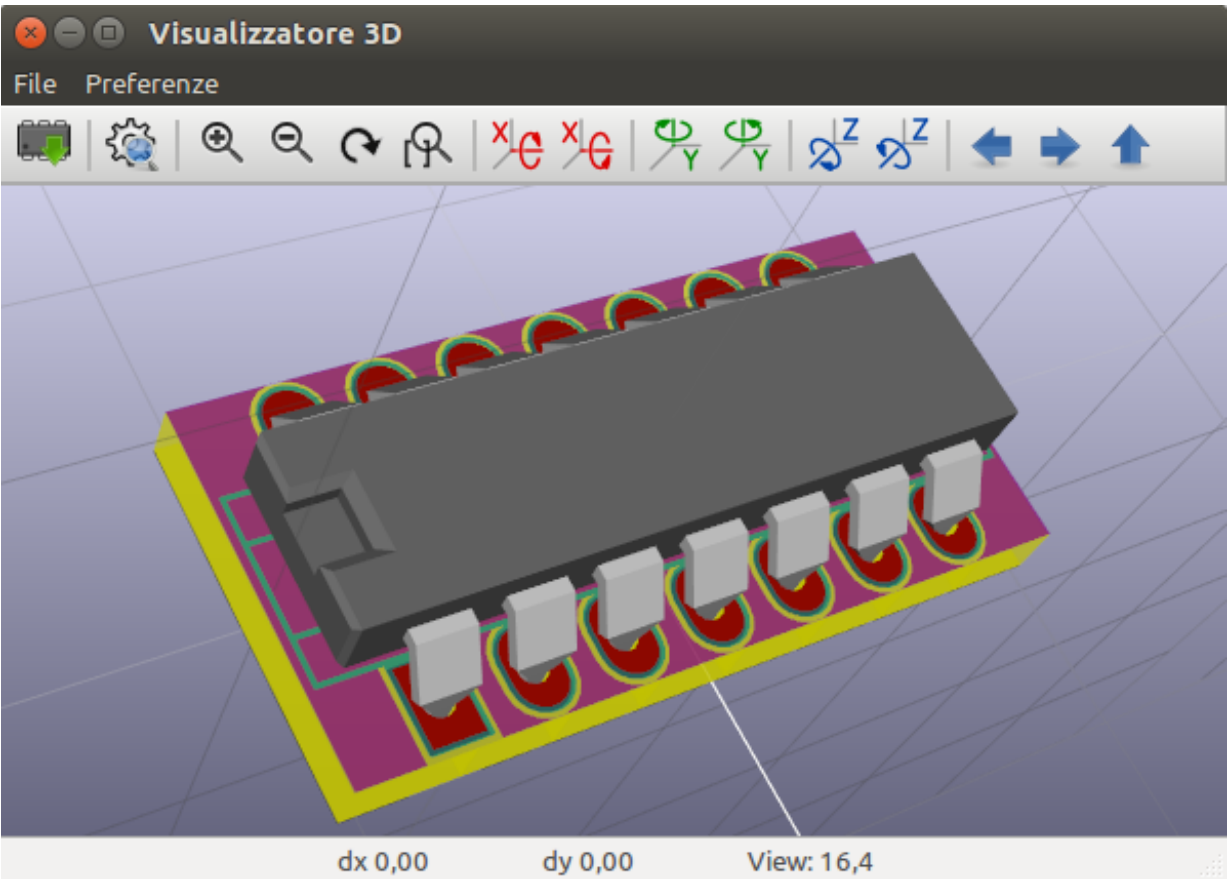 Visualizzatore 3D
File Preferenze
X X Y Y Z Z
dx 0,00 dy 0,00 View: 16,4